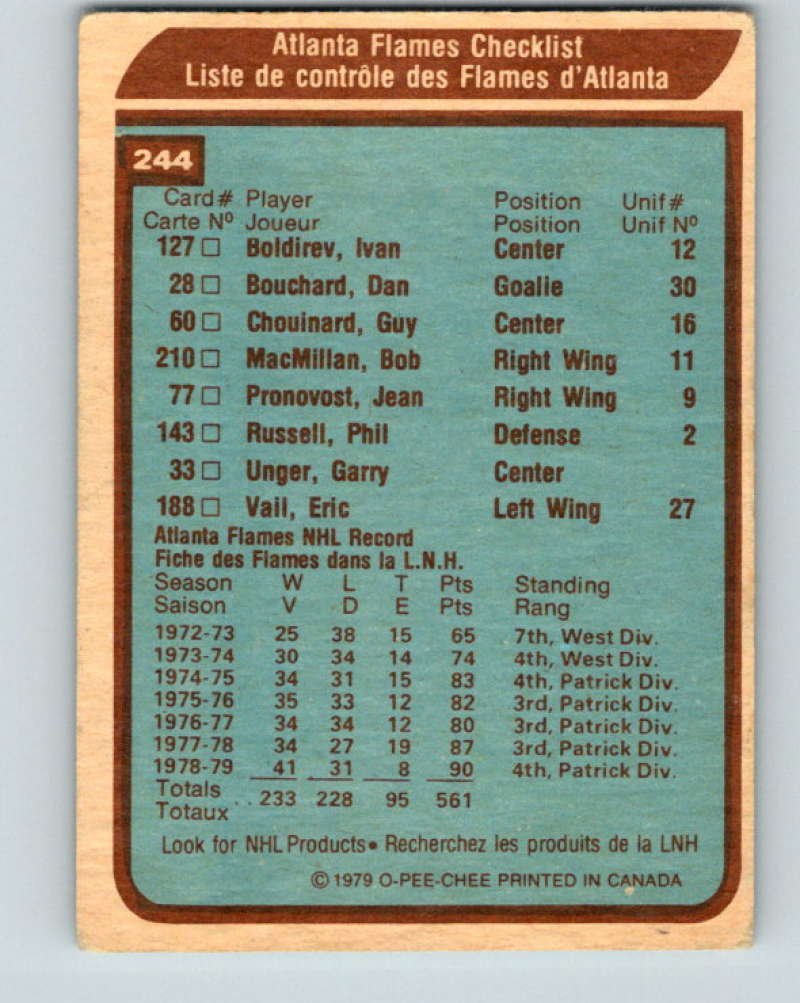 Atlanta Flames Checklist
Liste de contrôle des Flames d'Atlanta
244
Card # Player Position Unif #
Carte Nº Joueur Position Unif Nº
127 □ Boldirev, Ivan Center 12
28 □ Bouchard, Dan Goalie 30
60 □ Chouinard, Guy Center 16
210 □ MacMillan, Bob Right Wing 11
77 □ Pronovost, Jean Right Wing 9
143 □ Russell, Phil Defense 2
33 □ Unger, Garry Center
188 □ Vail, Eric Left Wing 27
Atlanta Flames NHL Record
Fiche des Flames dans la L.N.H.
Season W L T Pts Standing
Saison V D E Pts Rang
1972-73 25 38 15 65 7th, West Div.
1973-74 30 34 14 74 4th, West Div.
1974-75 34 31 15 83 4th, Patrick Div.
1975-76 35 33 12 82 3rd, Patrick Div.
1976-77 34 34 12 80 3rd, Patrick Div.
1977-78 34 27 19 87 3rd, Patrick Div.
1978-79 41 31 8 90 4th, Patrick Div.
Totals
Totaux .. 233 228 95 561
Look for NHL Products • Recherchez les produits de la LNH
© 1979 O-PEE-CHEE PRINTED IN CANADA